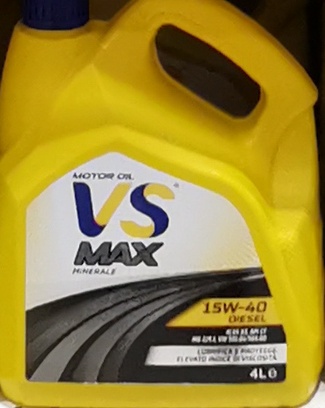 MOTOR OIL
VS
MAX
MINERALE
15W-40
DIESEL
LUBRIFICA E PROTEGGE
ELEVATO INDICE DI VISCOSITÀ
4L e